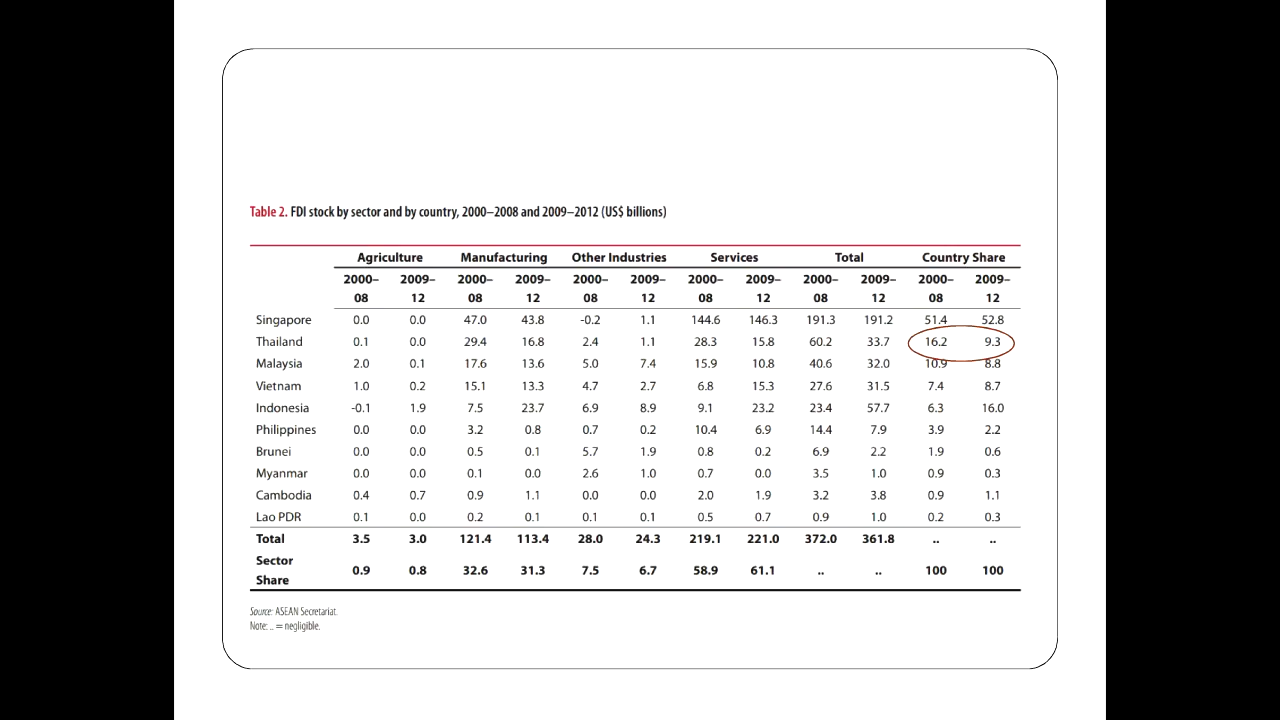 Table 2. FDI stock by sector and by country, 2000–2008 and 2009–2012 (US$ billions)
Agriculture Manufacturing Other Industries Services Total Country Share
2000– 2009– 2000– 2009– 2000– 2009– 2000– 2009– 2000– 2009– 2000– 2009–
08 12 08 12 08 12 08 12 08 12 08 12
Singapore 0.0 0.0 47.0 43.8 -0.2 1.1 144.6 146.3 191.3 191.2 51.4 52.8
Thailand 0.1 0.0 29.4 16.8 2.4 1.1 28.3 15.8 60.2 33.7 16.2 9.3
Malaysia 2.0 0.1 17.6 13.6 5.0 7.4 15.9 10.8 40.6 32.0 10.9 8.8
Vietnam 1.0 0.2 15.1 13.3 4.7 2.7 6.8 15.3 27.6 31.5 7.4 8.7
Indonesia -0.1 1.9 7.5 23.7 6.9 8.9 9.1 23.2 23.4 57.7 6.3 16.0
Philippines 0.0 0.0 3.2 0.8 0.7 0.2 10.4 6.9 14.4 7.9 3.9 2.2
Brunei 0.0 0.0 0.5 0.1 5.7 1.9 0.8 0.2 6.9 2.2 1.9 0.6
Myanmar 0.0 0.0 0.1 0.0 2.6 1.0 0.7 0.0 3.5 1.0 0.9 0.3
Cambodia 0.4 0.7 0.9 1.1 0.0 0.0 2.0 1.9 3.2 3.8 0.9 1.1
Lao PDR 0.1 0.0 0.2 0.1 0.1 0.1 0.5 0.7 0.9 1.0 0.2 0.3
Total 3.5 3.0 121.4 113.4 28.0 24.3 219.1 221.0 372.0 361.8 .. ..
Sector
Share 0.9 0.8 32.6 31.3 7.5 6.7 58.9 61.1 .. .. 100 100
Source: ASEAN Secretariat.
Note: .. = negligible.